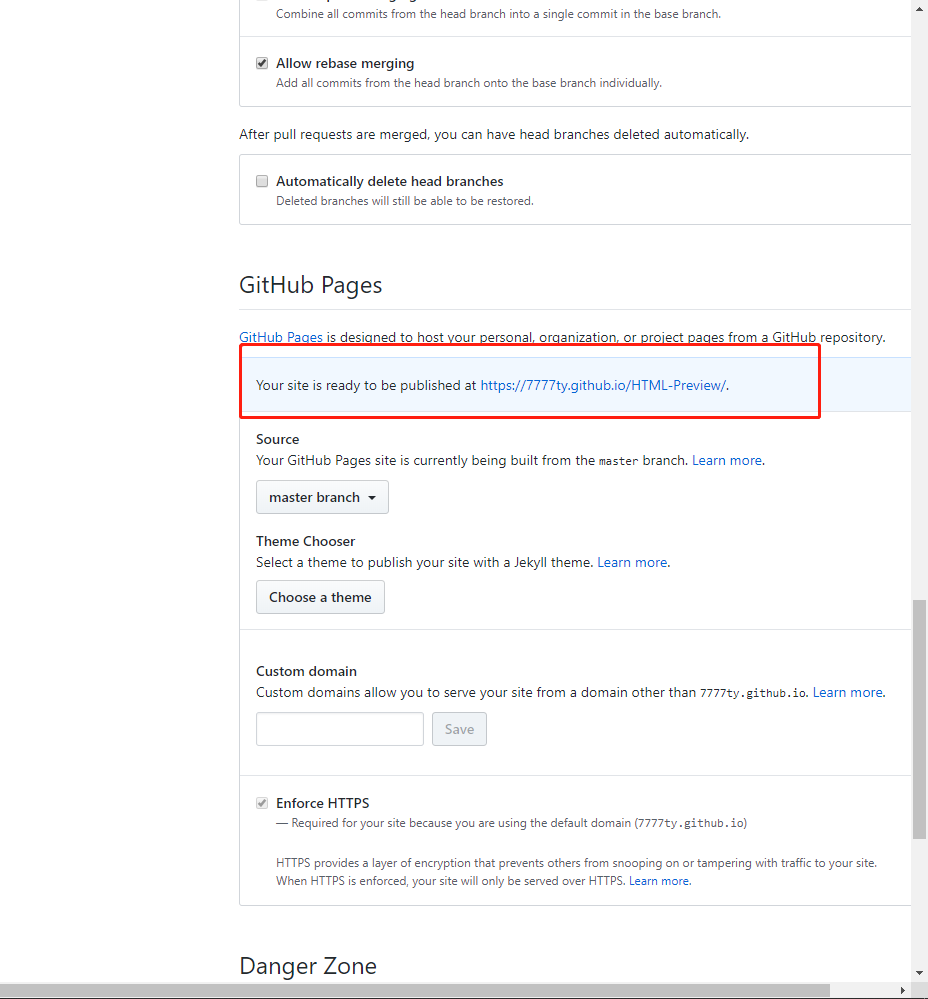 Combine all commits from the head branch into a single commit in the base branch.
Allow rebase merging
Add all commits from the head branch onto the base branch individually.
After pull requests are merged, you can have head branches deleted automatically.
Automatically delete head branches
Deleted branches will still be able to be restored.
GitHub Pages
GitHub Pages is designed to host your personal, organization, or project pages from a GitHub repository.
Your site is ready to be published at https://7777ty.github.io/HTML-Preview/.
Source
Your GitHub Pages site is currently being built from the master branch. Learn more.
master branch
Theme Chooser
Select a theme to publish your site with a Jekyll theme. Learn more.
Choose a theme
Custom domain
Custom domains allow you to serve your site from a domain other than 7777ty.github.io. Learn more.
Save
Enforce HTTPS
— Required for your site because you are using the default domain (7777ty.github.io)
HTTPS provides a layer of encryption that prevents others from snooping on or tampering with traffic to your site.
When HTTPS is enforced, your site will only be served over HTTPS. Learn more.
Danger Zone